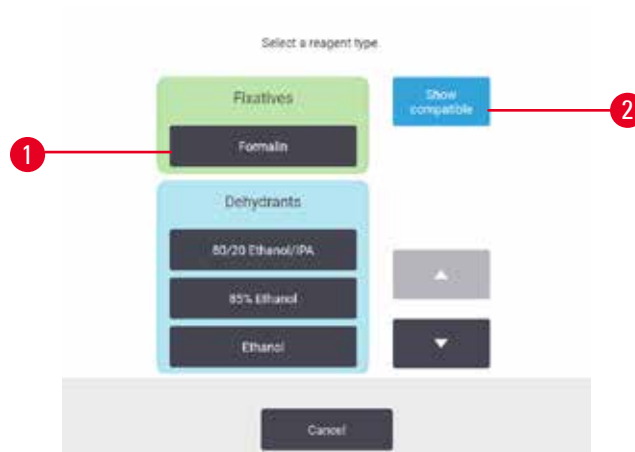 Select a reagent type
Fixatives
Show
compatible
1
2
Formalin
Dehydrants
80/20 Ethanol/IPA
85% Ethanol
Ethanol
Cancel